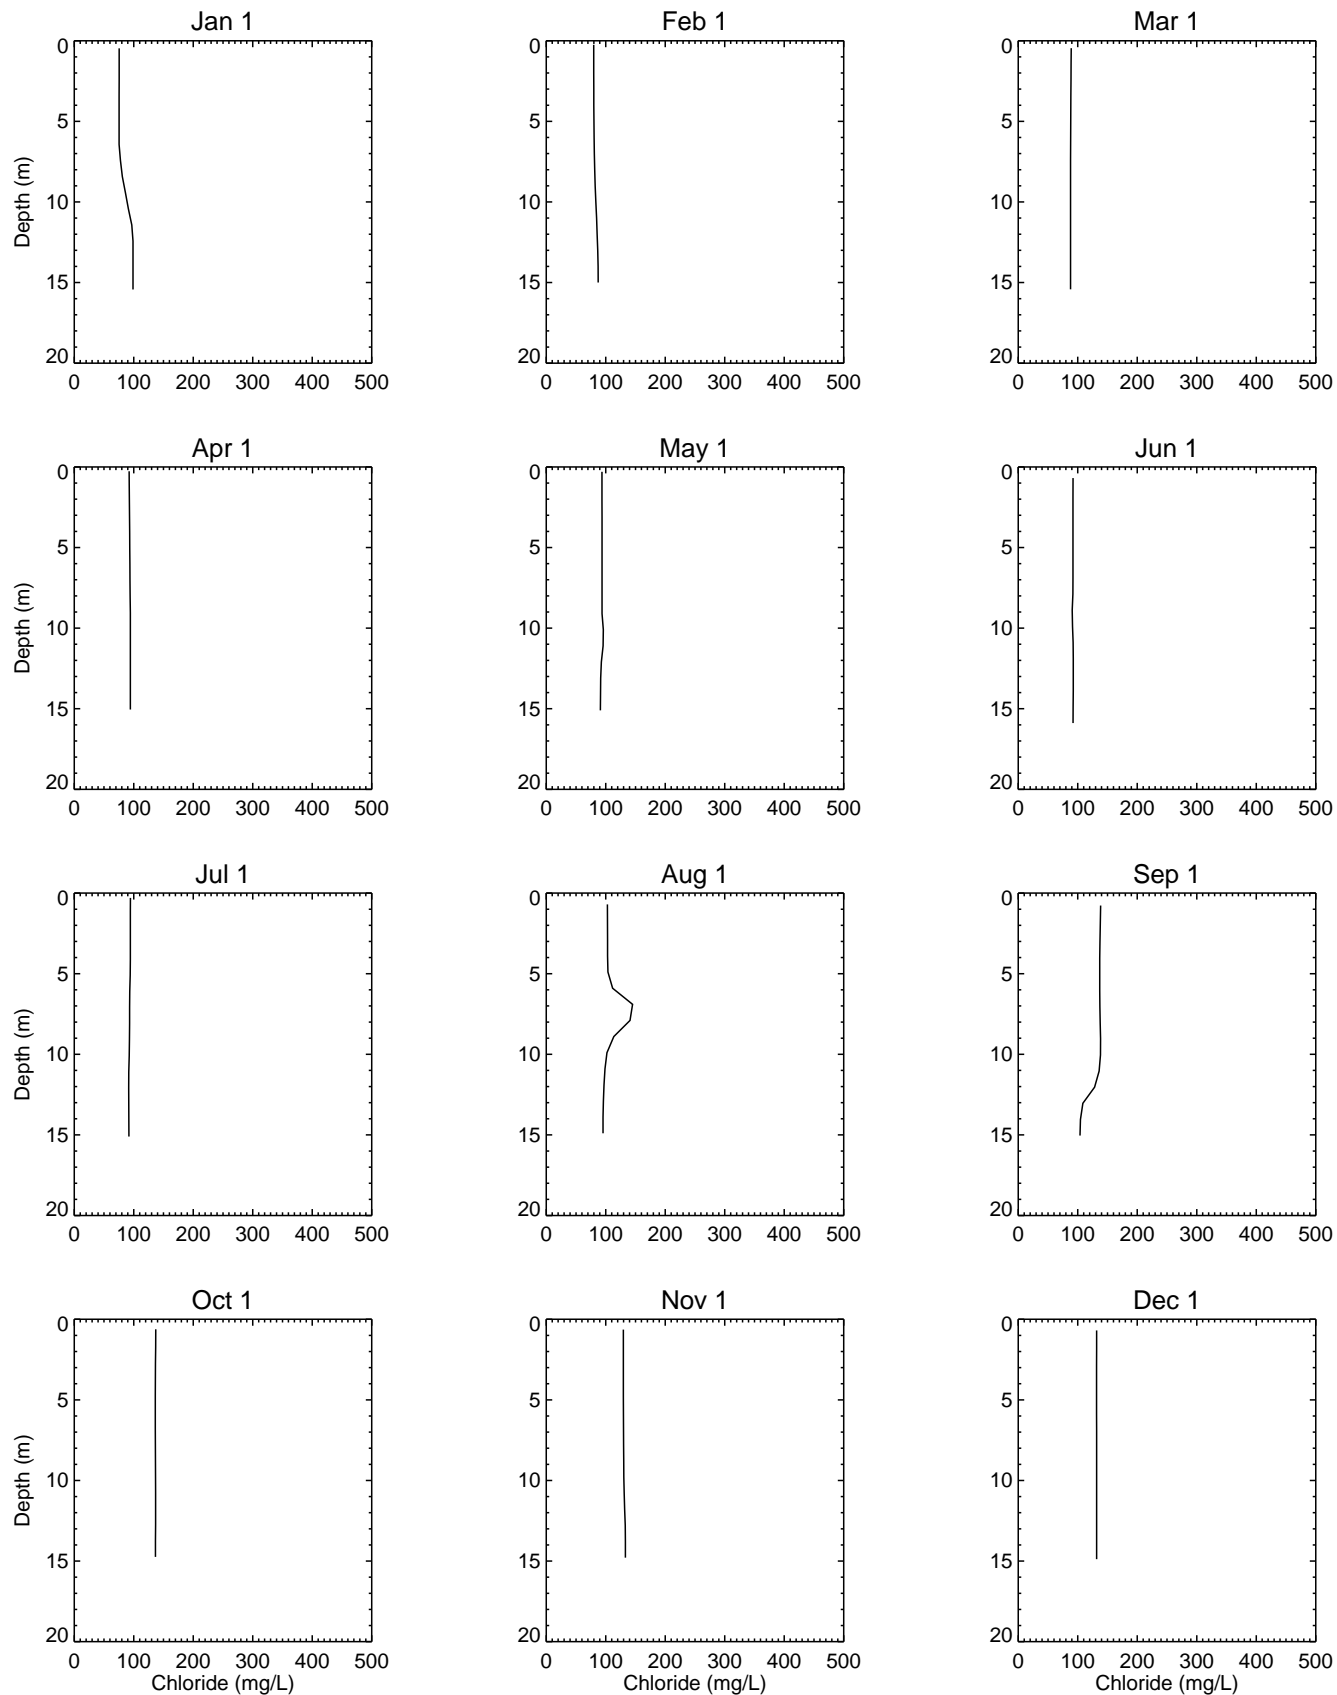 Jan 1 Feb 1 Mar 1
0 0 0
5 5 5
Depth (m)
10 10 10
15 15 15
20 20 20
0 100 200 300 400 500 0 100 200 300 400 500 0 100 200 300 400 500
Apr 1 May 1 Jun 1
0 0 0
5 5 5
Depth (m)
10 10 10
15 15 15
20 20 20
0 100 200 300 400 500 0 100 200 300 400 500 0 100 200 300 400 500
Jul 1 Aug 1 Sep 1
0 0 0
5 5 5
Depth (m)
10 10 10
15 15 15
20 20 20
0 100 200 300 400 500 0 100 200 300 400 500 0 100 200 300 400 500
Oct 1 Nov 1 Dec 1
0 0 0
5 5 5
Depth (m)
10 10 10
15 15 15
20 20 20
0 100 200 300 400 500 0 100 200 300 400 500 0 100 200 300 400 500
Chloride (mg/L) Chloride (mg/L) Chloride (mg/L)